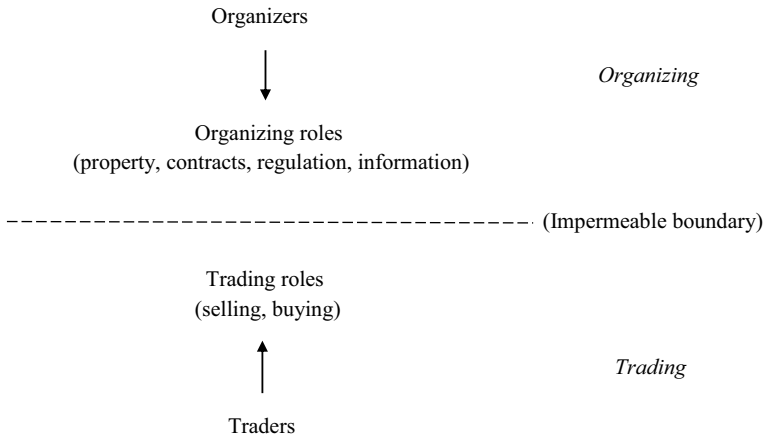 Organizers
Organizing
Organizing roles
(property, contracts, regulation, information)
(Impermeable boundary)
Trading roles
(selling, buying)
Trading
Traders